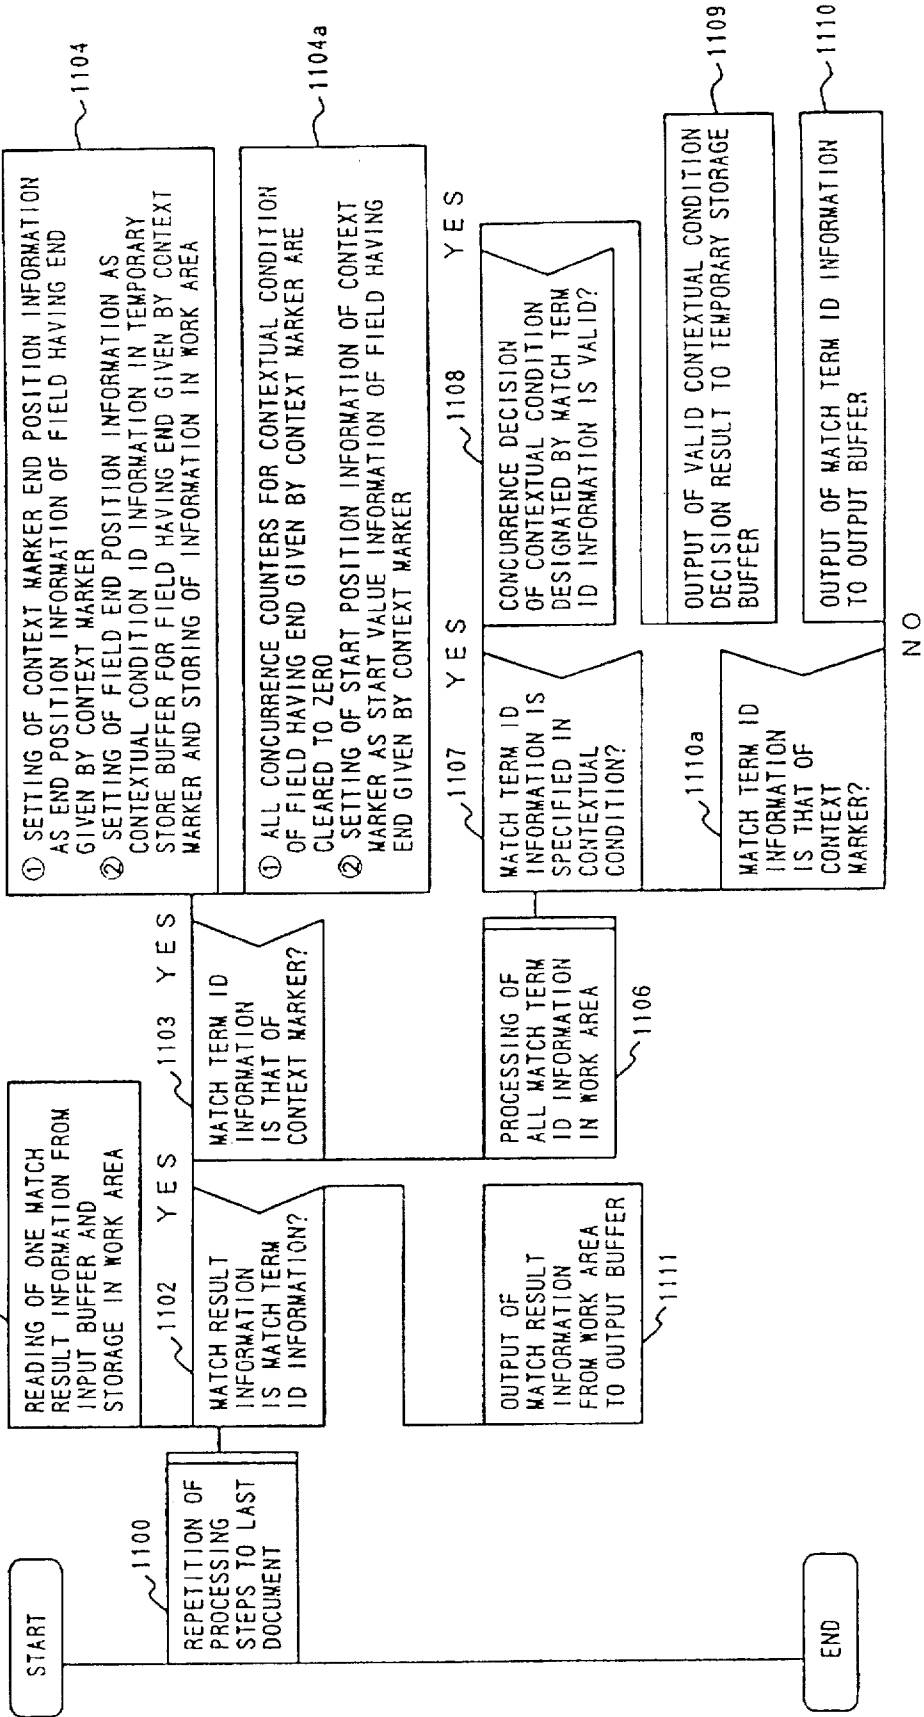 START
1100
REPETITION OF
PROCESSING
STEPS TO LAST
DOCUMENT
END
READING OF ONE MATCH
RESULT INFORMATION FROM
INPUT BUFFER AND
STORAGE IN WORK AREA
1102
YES
MATCH RESULT
INFORMATION
IS MATCH TERM
ID INFORMATION?
OUTPUT OF
MATCH RESULT
INFORMATION
FROM WORK AREA
TO OUTPUT BUFFER
1111
1103
YES
MATCH TERM ID
INFORMATION
IS THAT OF
CONTEXT MARKER?
PROCESSING OF
ALL MATCH TERM
ID INFORMATION
IN WORK AREA
1106
1104
① SETTING OF CONTEXT MARKER END POSITION INFORMATION
AS END POSITION INFORMATION OF FIELD HAVING END
GIVEN BY CONTEXT MARKER
② SETTING OF FIELD END POSITION INFORMATION AS
CONTEXTUAL CONDITION ID INFORMATION IN TEMPORARY
STORE BUFFER FOR FIELD HAVING END GIVEN BY CONTEXT
MARKER AND STORING OF INFORMATION IN WORK AREA
1104a
① ALL CONCURRENCE COUNTERS FOR CONTEXTUAL CONDITION
OF FIELD HAVING END GIVEN BY CONTEXT MARKER ARE
CLEARED TO ZERO
② SETTING OF START POSITION INFORMATION OF CONTEXT
MARKER AS START VALUE INFORMATION OF FIELD HAVING
END GIVEN BY CONTEXT MARKER
1107
YES
MATCH TERM ID
INFORMATION IS
SPECIFIED IN
CONTEXTUAL
CONDITION?
1108
YES
CONCURRENCE DECISION
OF CONTEXTUAL CONDITION
DESIGNATED BY MATCH TERM
ID INFORMATION IS VALID?
1109
OUTPUT OF VALID CONTEXTUAL CONDITION
DECISION RESULT TO TEMPORARY STORAGE
BUFFER
1110a
MATCH TERM ID
INFORMATION
IS THAT OF
CONTEXT
MARKER?
NO
1110
OUTPUT OF MATCH TERM ID INFORMATION
TO OUTPUT BUFFER